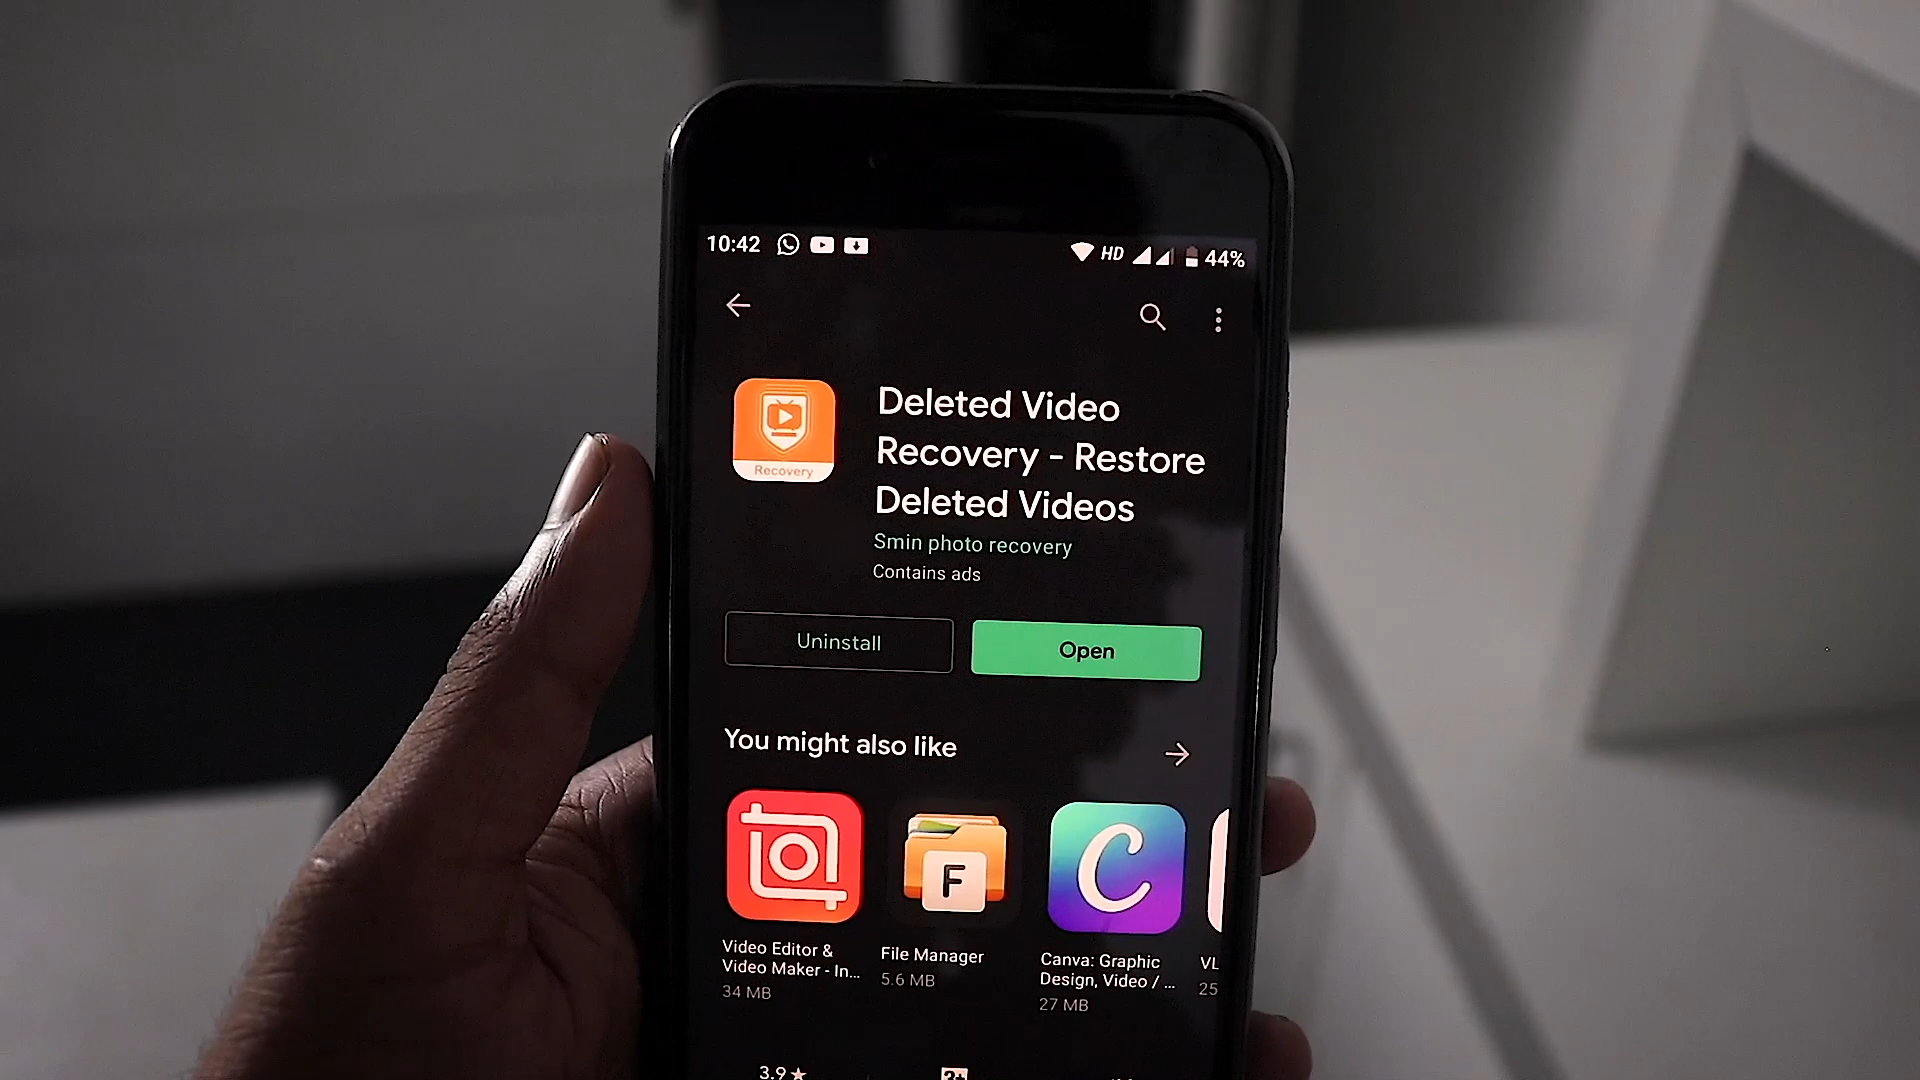 10:42
HD
44%
Deleted Video
Recovery - Restore
Deleted Videos
Recovery
Smin photo recovery
Contains ads
Uninstall
Open
You might also like
F
C
Video Editor &
Video Maker - In...
34 MB
File Manager
5.6 MB
Canva: Graphic
Design, Video / ...
27 MB
VL
25
3.9★